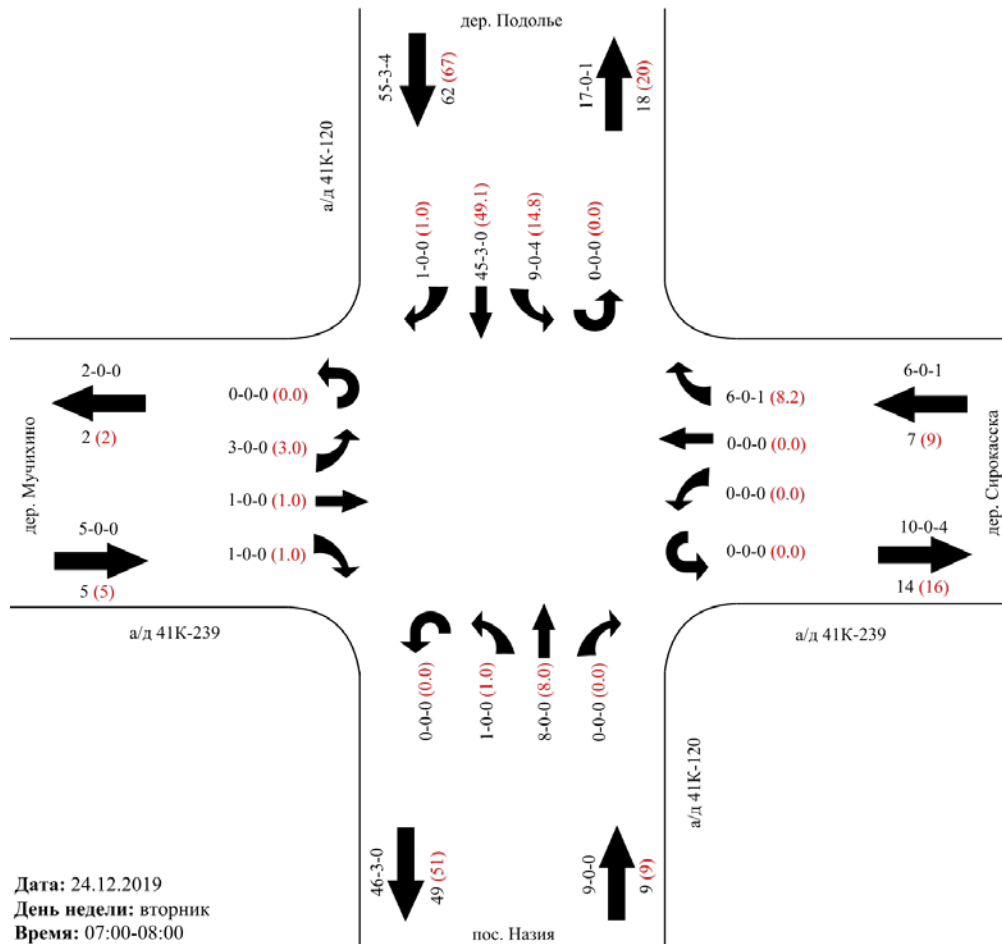 дер. Подолье
55-3-4
62 (67)
17-0-1
18 (20)
а/д 41К-120
1-0-0 (1.0)
45-3-0 (49.1)
9-0-4 (14.8)
0-0-0 (0.0)
дер. Мучихино
2-0-0
2 (2)
5-0-0
5 (5)
0-0-0 (0.0)
3-0-0 (3.0)
1-0-0 (1.0)
1-0-0 (1.0)
6-0-1 (8.2)
0-0-0 (0.0)
0-0-0 (0.0)
0-0-0 (0.0)
6-0-1
7 (9)
10-0-4
14 (16)
дер. Сирокасска
а/д 41К-239
а/д 41К-239
0-0-0 (0.0)
1-0-0 (1.0)
8-0-0 (8.0)
0-0-0 (0.0)
а/д 41К-120
46-3-0
49 (51)
9-0-0
9 (9)
Дата: 24.12.2019
День недели: вторник
Время: 07:00-08:00
пос. Назия